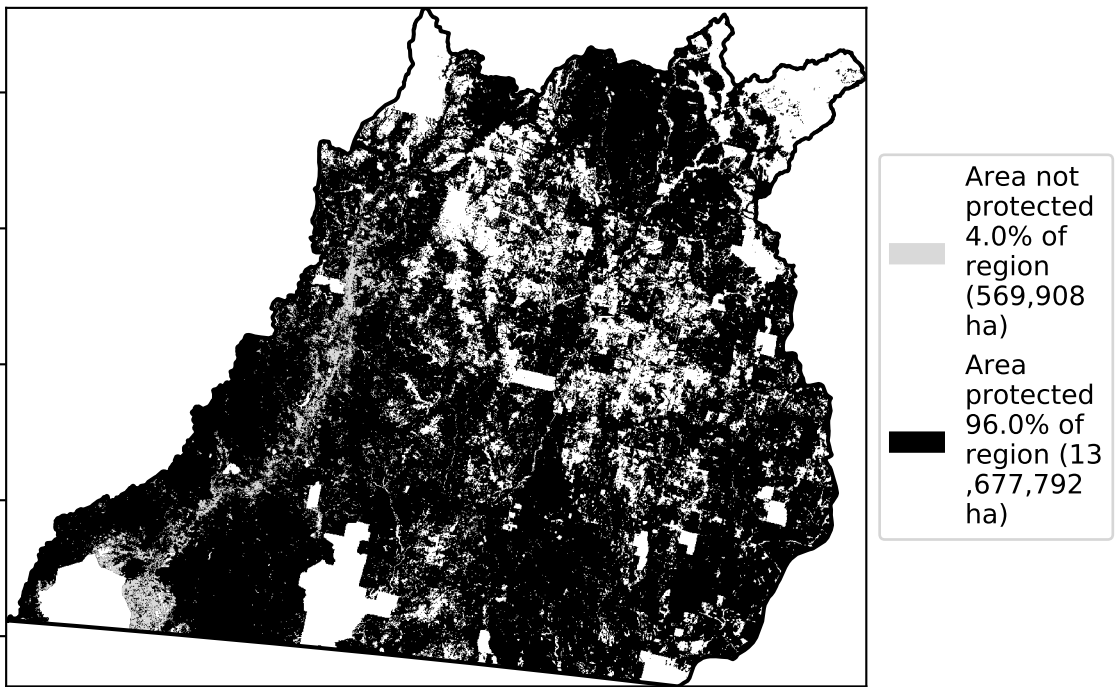 Area not
protected
4.0% of
region
(569,908
ha)
Area
protected
96.0% of
region (13
,677,792
ha)